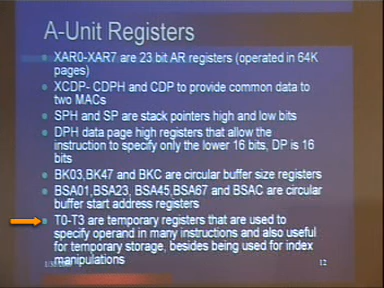 A-Unit Registers
XAR0-XAR7 are 23 bit AR registers (operated in 64K
pages)
XCDP- CDPH and CDP to provide common data to
two MACs
SPH and SP are stack pointers high and low bits
DPH data page high registers that allow the
instruction to specify only the lower 16 bits, DP is 16
bits
BK03,BK47 and BKC are circular buffer size registers
BSA01,BSA23, BSA45,BSA67 and BSAC are circular
buffer start address registers
T0-T3 are temporary registers that are used to
specify operand in many instructions and also useful
for temporary storage, besides being used for index
manipulations
12